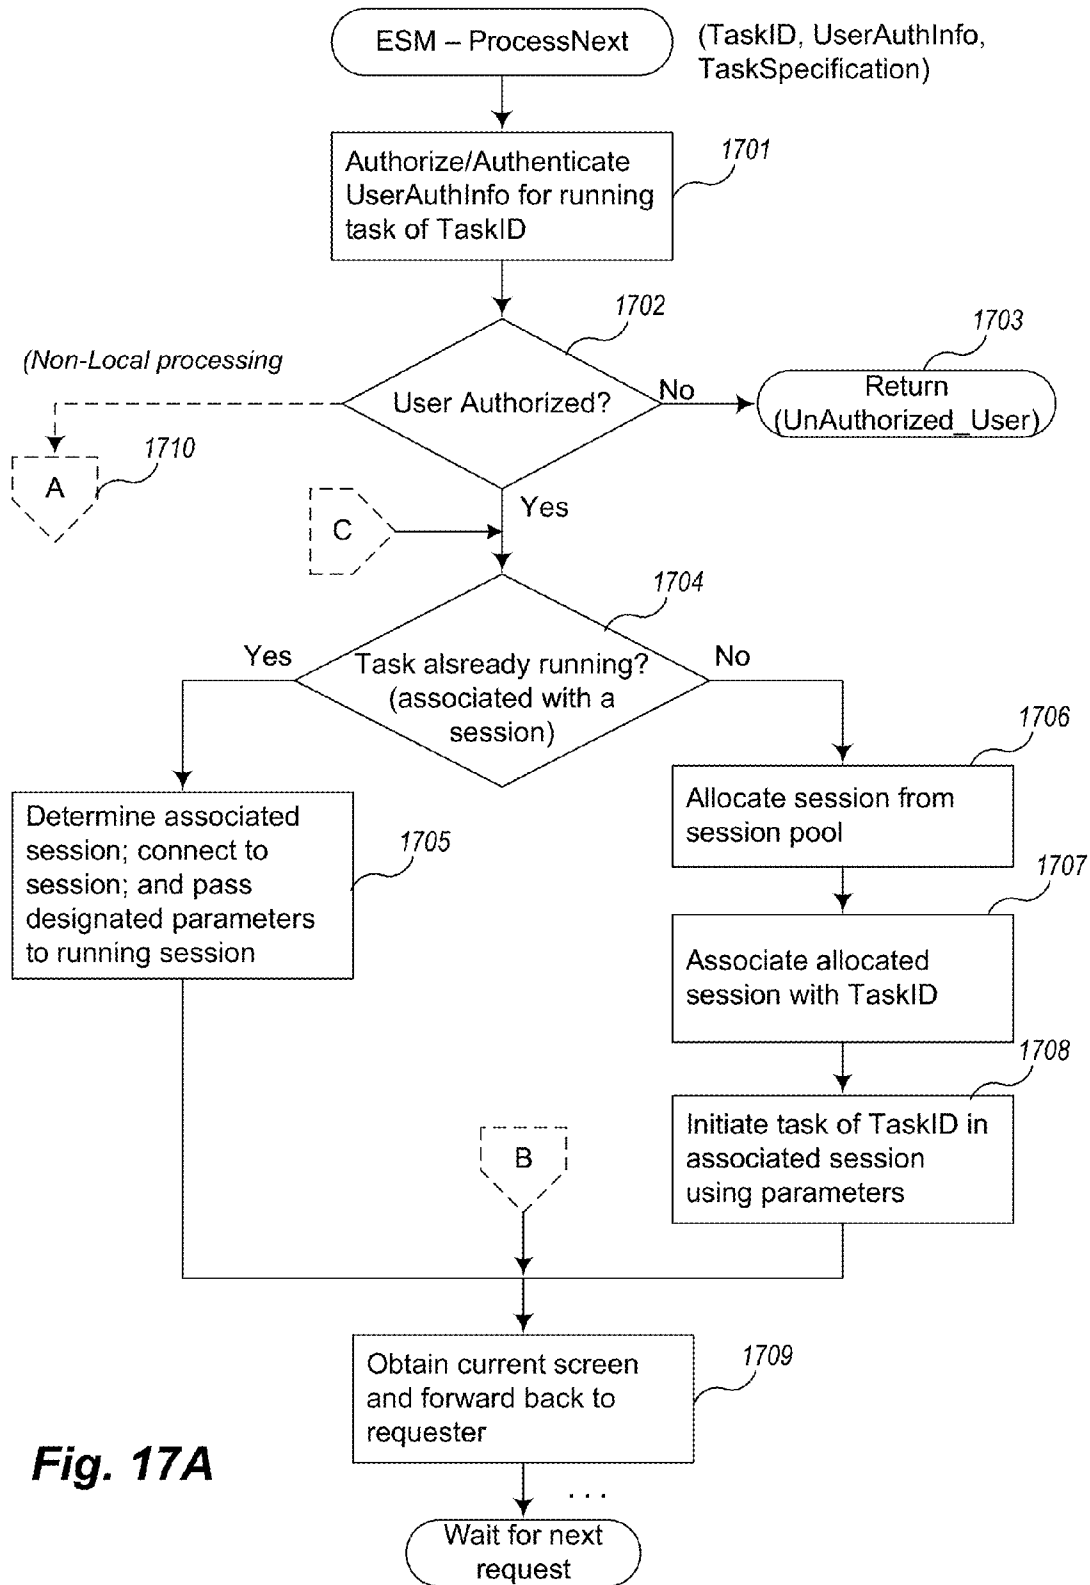 ESM – ProcessNext
(TaskID, UserAuthInfo,
TaskSpecification)
1701
Authorize/Authenticate
UserAuthInfo for running
task of TaskID
1702
1703
(Non-Local processing
User Authorized?
No
Return
(UnAuthorized_User)
1710
A
Yes
C
1704
Yes
Task alsready running?
(associated with a
session)
No
1706
Allocate session from
session pool
Determine associated
session; connect to
session; and pass
designated parameters
to running session
1705
1707
Associate allocated
session with TaskID
1708
Initiate task of TaskID in
associated session
using parameters
B
1709
Obtain current screen
and forward back to
requester
Fig. 17A
. . .
Wait for next
request